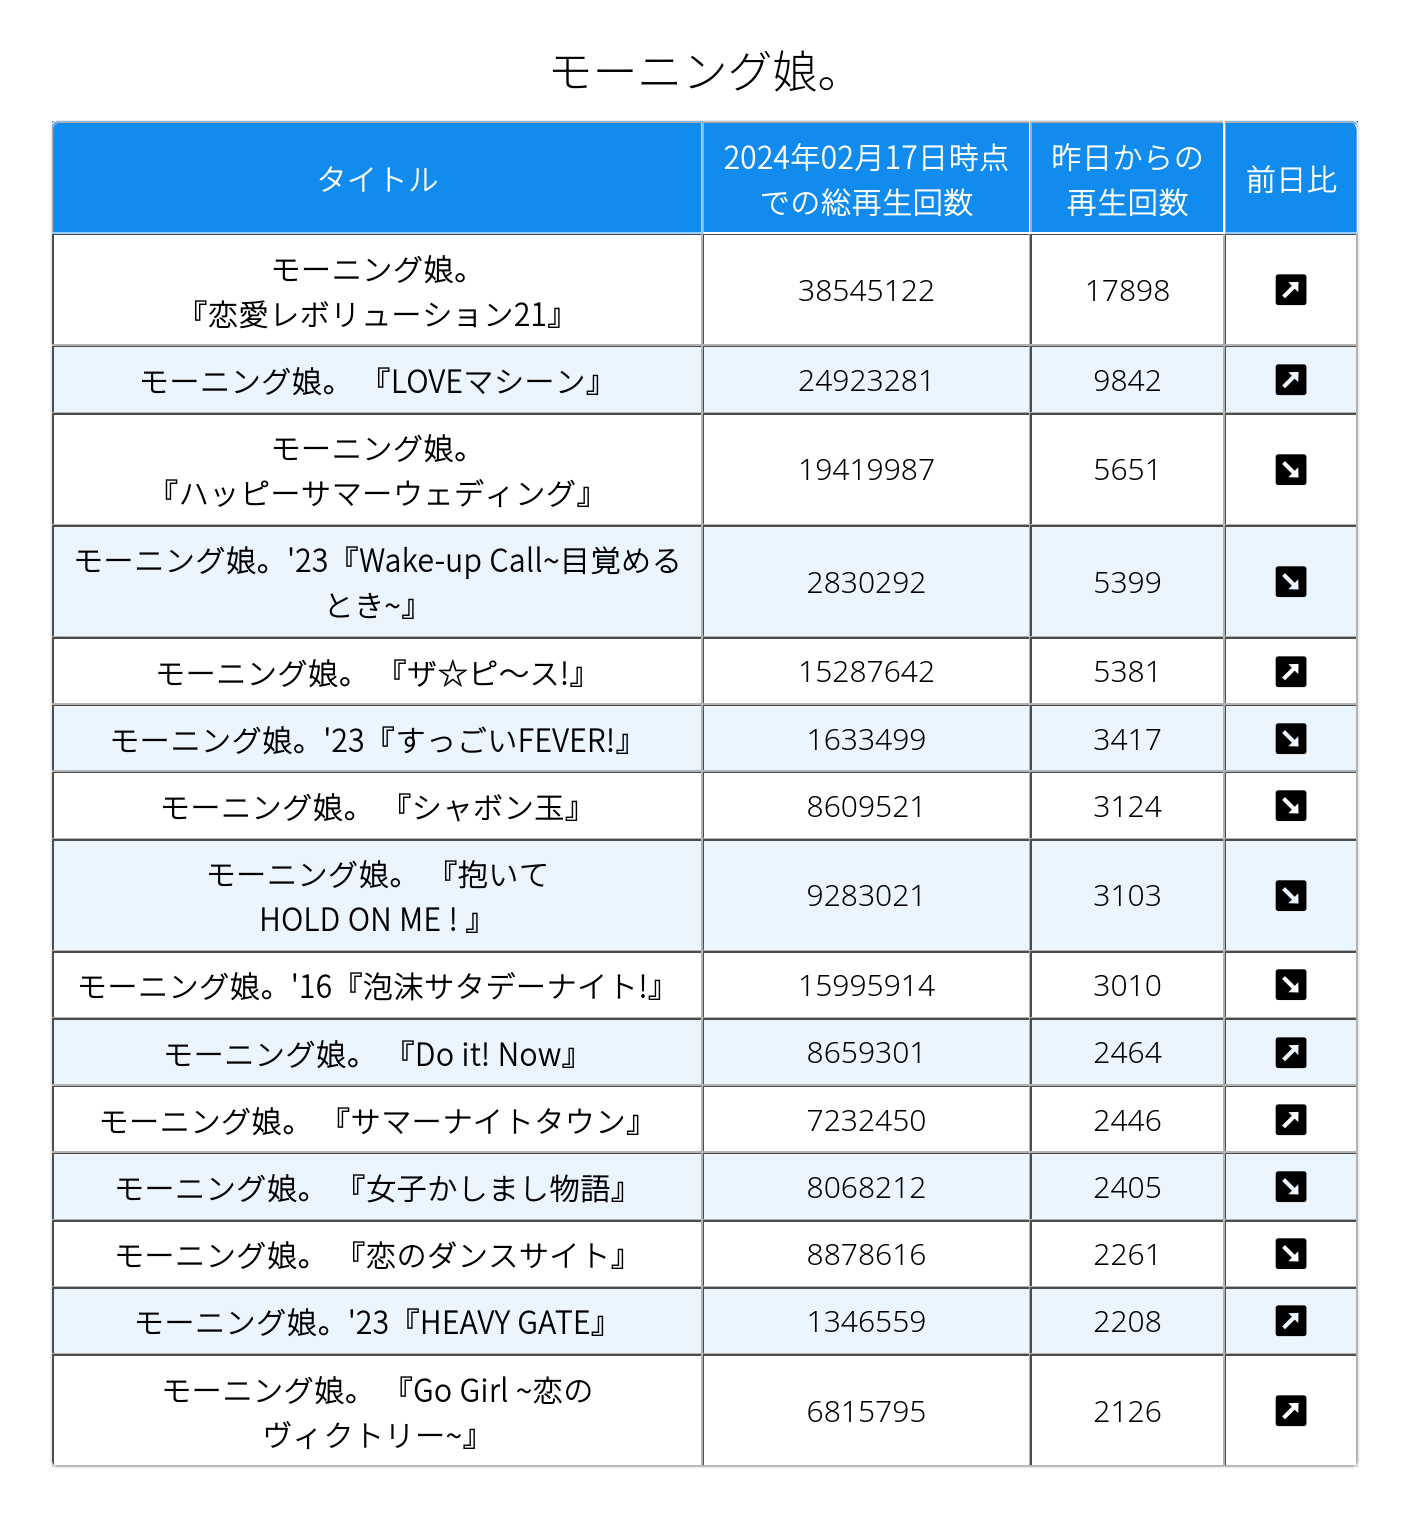 モーニング娘。
タイトル
2024年02月17日時点
での総再生回数
昨日からの
再生回数
前日比
モーニング娘。
『恋愛レボリューション21』
38545122
17898
モーニング娘。 『LOVEマシーン』
24923281
9842
モーニング娘。
『ハッピーサマーウェディング』
19419987
5651
モーニング娘。'23『Wake-up Call~目覚める
とき~』
2830292
5399
モーニング娘。 『ザ☆ピ～ス!』
15287642
5381
モーニング娘。'23『すっごいFEVER!』
1633499
3417
モーニング娘。 『シャボン玉』
8609521
3124
モーニング娘。 『抱いて
HOLD ON ME ! 』
9283021
3103
モーニング娘。'16『泡沫サタデーナイト!』
15995914
3010
モーニング娘。 『Do it! Now』
8659301
2464
モーニング娘。 『サマーナイトタウン』
7232450
2446
モーニング娘。 『女子かしまし物語』
8068212
2405
モーニング娘。 『恋のダンスサイト』
8878616
2261
モーニング娘。'23『HEAVY GATE』
1346559
2208
モーニング娘。 『Go Girl ~恋の
ヴィクトリー~』
6815795
2126